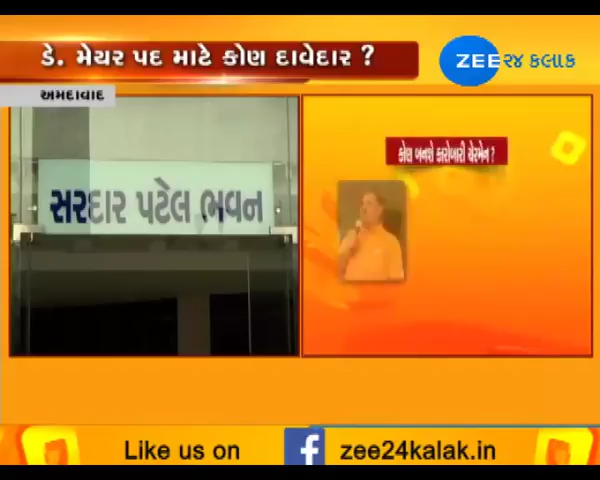 ડે. મેયર પદ માટે કોણ દાવેદાર ?
ZEE ૨૪ કલાક
અમદાવાદ
સરદાર પટેલ ભવન
કોણ બનશે કારોબારી ચેરમેન ?
Like us on f zee24kalak.in